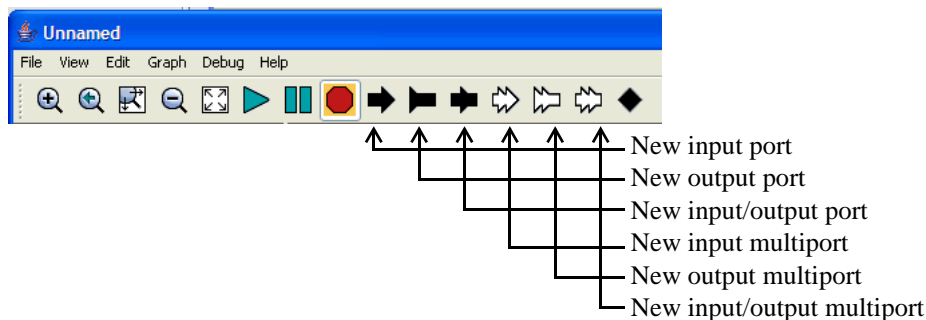 Unnamed
File View Edit Graph Debug Help
New input port
New output port
New input/output port
New input multiport
New output multiport
New input/output multiport